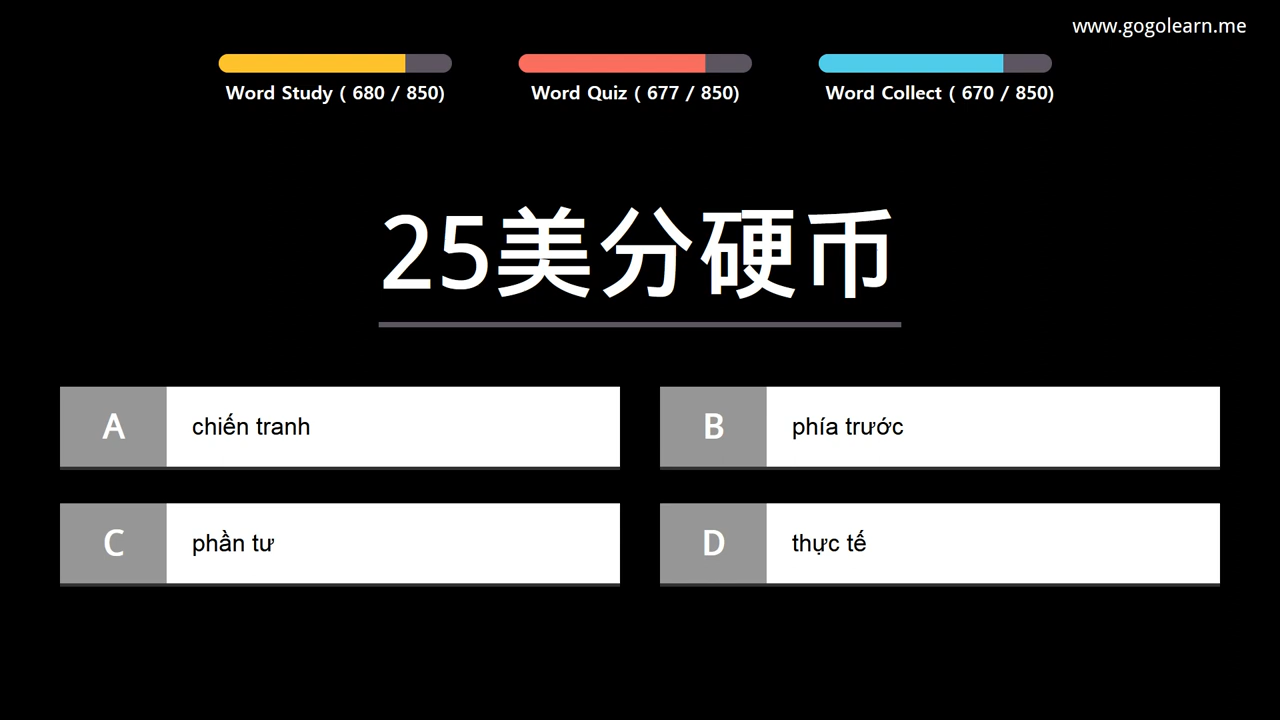 www.gogolearn.me
Word Study ( 680 / 850)
Word Quiz ( 677 / 850)
Word Collect ( 670 / 850)
25美分硬币
A chiến tranh
B phía trước
C phần tư
D thực tế